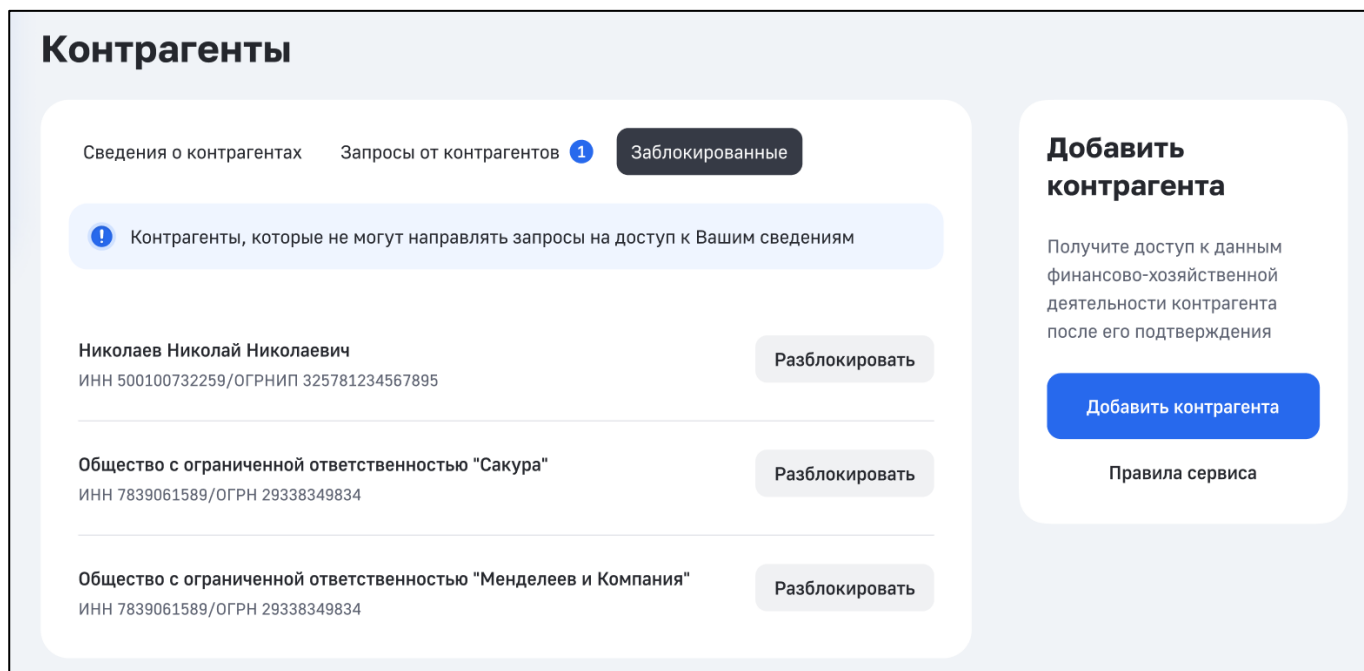 Контрагенты
Сведения о контрагентах
Запросы от контрагентов 1
Заблокированные
! Контрагенты, которые не могут направлять запросы на доступ к Вашим сведениям
Николаев Николай Николаевич
ИНН 500100732259/ОГРНИП 325781234567895
Разблокировать
Общество с ограниченной ответственностью "Сакура"
ИНН 7839061589/ОГРН 29338349834
Разблокировать
Общество с ограниченной ответственностью "Менделеев и Компания"
ИНН 7839061589/ОГРН 29338349834
Разблокировать
Добавить
контрагента
Получите доступ к данным
финансово-хозяйственной
деятельности контрагента
после его подтверждения
Добавить контрагента
Правила сервиса